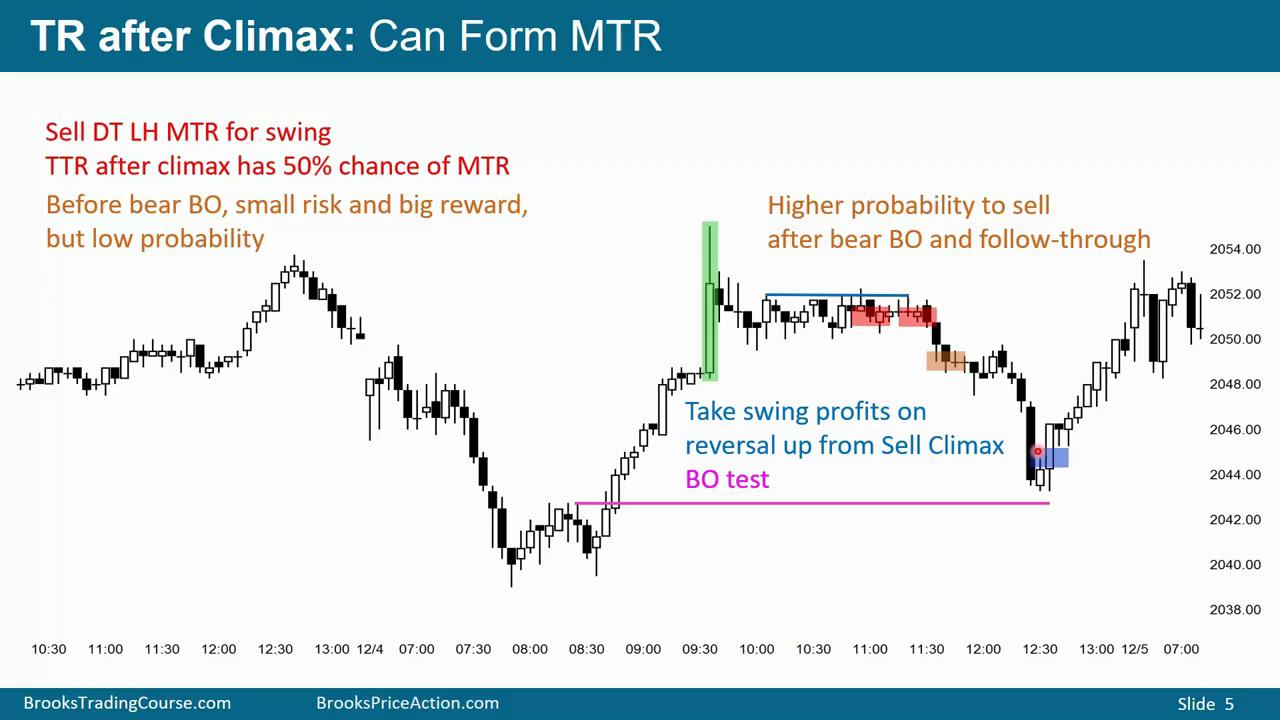 TR after Climax: Can Form MTR
Sell DT LH MTR for swing
TTR after climax has 50% chance of MTR
Before bear BO, small risk and big reward,
but low probability
Higher probability to sell
after bear BO and follow-through
Take swing profits on
reversal up from Sell Climax
BO test
2054.00
2052.00
2050.00
2048.00
2046.00
2044.00
2042.00
2040.00
2038.00
10:30 11:00 11:30 12:00 12:30 13:00 12/4 07:00 07:30 08:00 08:30 09:00 09:30 10:00 10:30 11:00 11:30 12:00 12:30 13:00 12/5 07:00
BrooksTradingCourse.com BrooksPriceAction.com Slide 5